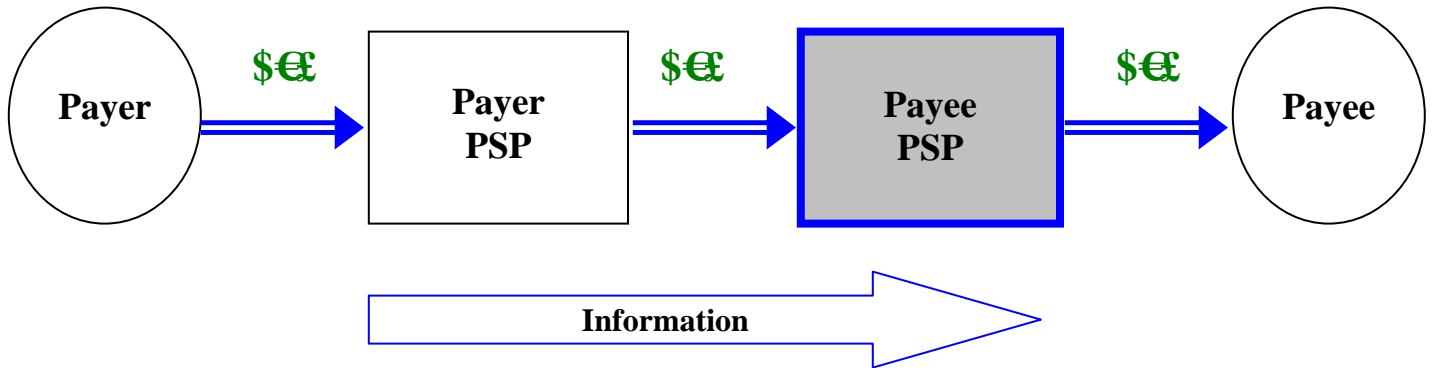 $€£ $€£ $€£
Payer
Payer
PSP
Payee
PSP
Payee
Information